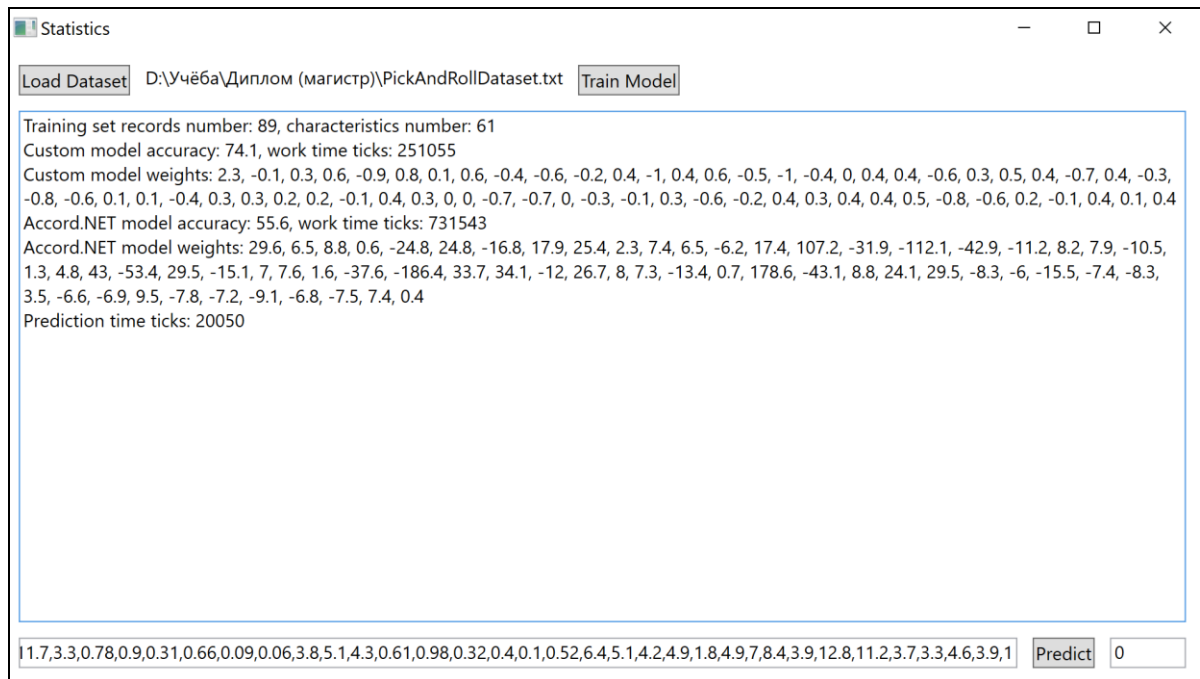 Statistics
Load Dataset D:\Учёба\Диплом (магистр)\PickAndRollDataset.txt Train Model
Training set records number: 89, characteristics number: 61
Custom model accuracy: 74.1, work time ticks: 251055
Custom model weights: 2.3, -0.1, 0.3, 0.6, -0.9, 0.8, 0.1, 0.6, -0.4, -0.6, -0.2, 0.4, -1, 0.4, 0.6, -0.5, -1, -0.4, 0, 0.4, 0.4, -0.6, 0.3, 0.5, 0.4, -0.7, 0.4, -0.3,
-0.8, -0.6, 0.1, 0.1, -0.4, 0.3, 0.3, 0.2, 0.2, -0.1, 0.4, 0.3, 0, 0, -0.7, -0.7, 0, -0.3, -0.1, 0.3, -0.6, -0.2, 0.4, 0.3, 0.4, 0.4, 0.5, -0.8, -0.6, 0.2, -0.1, 0.4, 0.1, 0.4
Accord.NET model accuracy: 55.6, work time ticks: 731543
Accord.NET model weights: 29.6, 6.5, 8.8, 0.6, -24.8, 24.8, -16.8, 17.9, 25.4, 2.3, 7.4, 6.5, -6.2, 17.4, 107.2, -31.9, -112.1, -42.9, -11.2, 8.2, 7.9, -10.5,
1.3, 4.8, 43, -53.4, 29.5, -15.1, 7, 7.6, 1.6, -37.6, -186.4, 33.7, 34.1, -12, 26.7, 8, 7.3, -13.4, 0.7, 178.6, -43.1, 8.8, 24.1, 29.5, -8.3, -6, -15.5, -7.4, -8.3,
3.5, -6.6, -6.9, 9.5, -7.8, -7.2, -9.1, -6.8, -7.5, 7.4, 0.4
Prediction time ticks: 20050
11.7,3.3,0.78,0.9,0.31,0.66,0.09,0.06,3.8,5.1,4.3,0.61,0.98,0.32,0.4,0.1,0.52,6.4,5.1,4.2,4.9,1.8,4.9,7,8.4,3.9,12.8,11.2,3.7,3.3,4.6,3.9,1 Predict 0